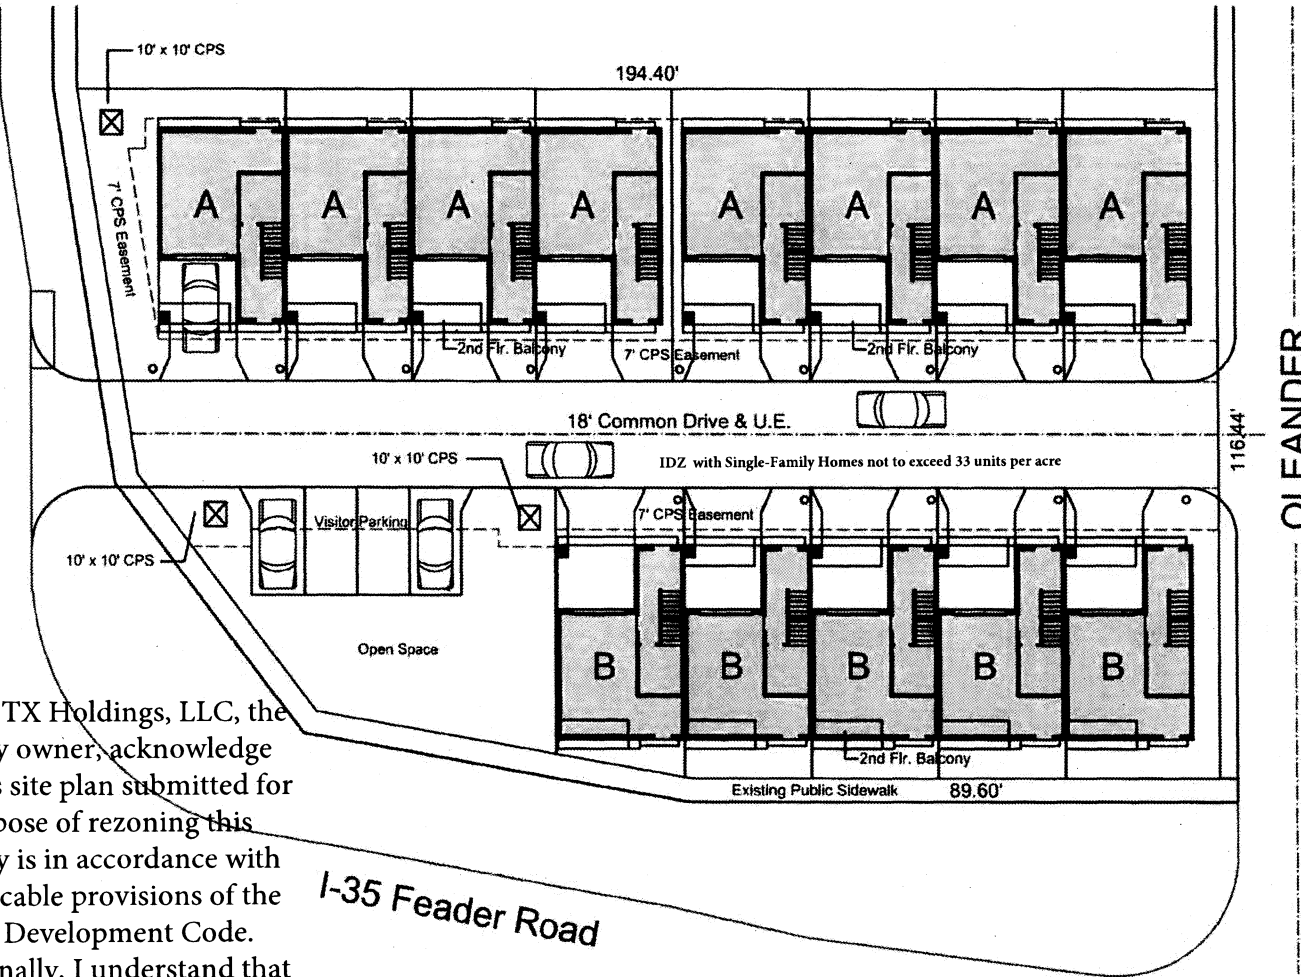 10' x 10' CPS
194.40'
7' CPS Easement
A
A
A
A
A
A
A
A
2nd Flr. Balcony
7' CPS Easement
2nd Flr. Balcony
18' Common Drive & U.E.
116.44'
OLEANDER
10' x 10' CPS
IDZ with Single-Family Homes not to exceed 33 units per acre
Visitor Parking
7' CPS Easement
10' x 10' CPS
Open Space
B
B
B
B
B
2nd Flr. Balcony
Existing Public Sidewalk
89.60'
I-35 Feader Road
TX Holdings, LLC, the
y owner, acknowledge
s site plan submitted for
pose of rezoning this
y is in accordance with
cable provisions of the
Development Code.
nally, I understand that